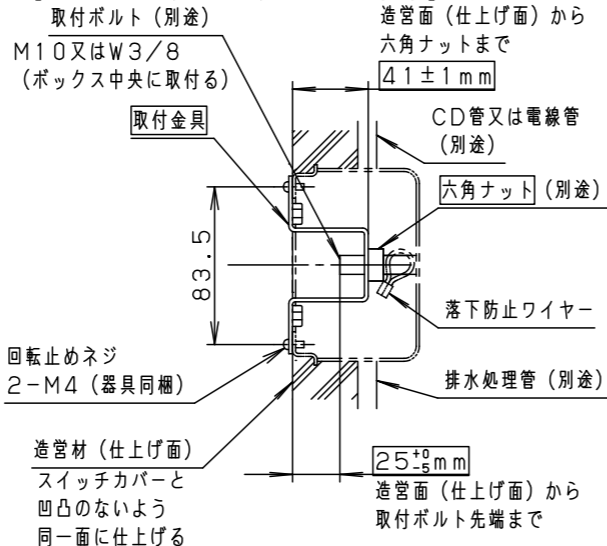 取付ボルト（別途）
M10又はW3/8
（ボックス中央に取付る）
造営面（仕上げ面）から
六角ナットまで
41±1mm
取付金具
CD管又は電線管
（別途）
六角ナット（別途）
83.5
落下防止ワイヤー
回転止めネジ
2-M4（器具同梱）
排水処理管（別途）
造営材（仕上げ面）
スイッチカバーと
凹凸のないよう
同一面に仕上げる
25+0-5mm
造営面（仕上げ面）から
取付ボルト先端まで